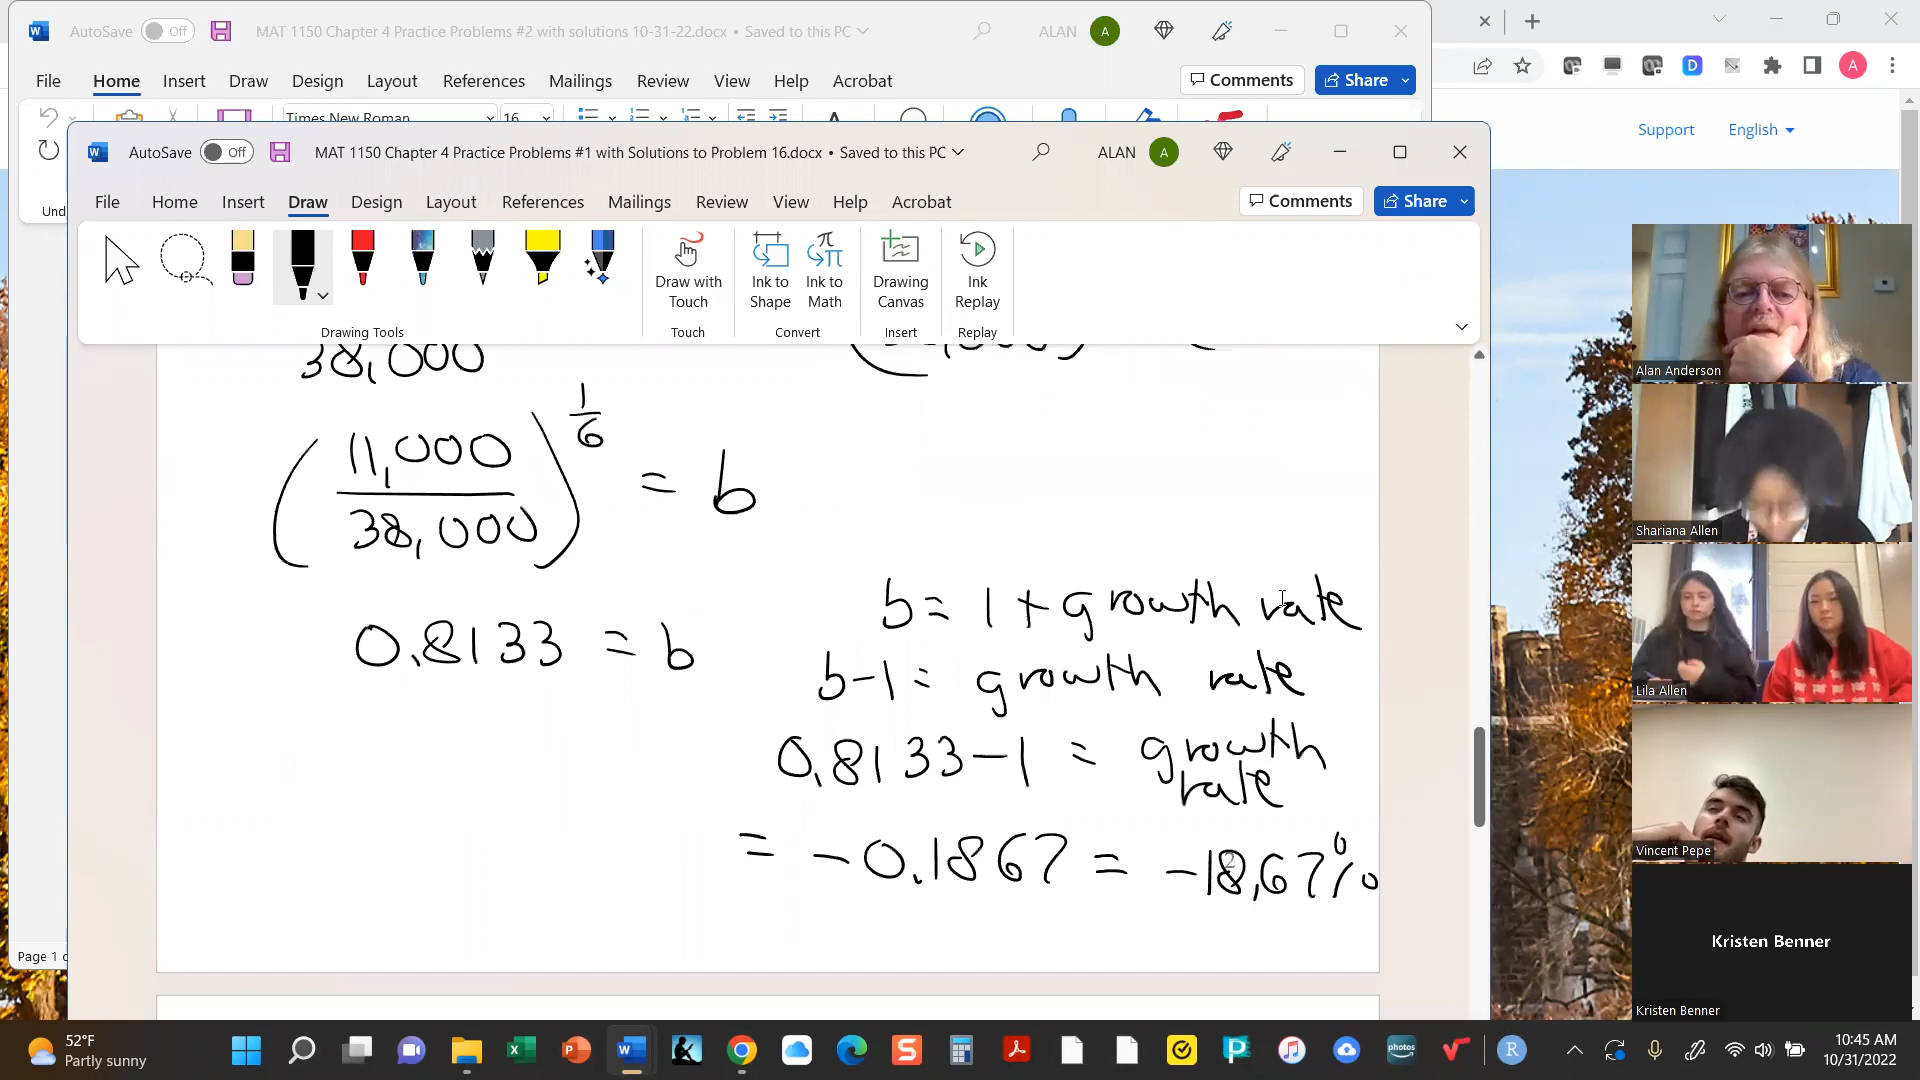 AutoSave Off MAT 1150 Chapter 4 Practice Problems #2 with solutions 10-31-22.docx • Saved to this PC ALAN A
File Home Insert Draw Design Layout References Mailings Review View Help Acrobat Comments Share
Times New Roman 16
Und
Support English
AutoSave Off MAT 1150 Chapter 4 Practice Problems #1 with Solutions to Problem 16.docx • Saved to this PC ALAN A
File Home Insert Draw Design Layout References Mailings Review View Help Acrobat Comments Share
Draw with Touch
Ink to Shape
Ink to Math
Drawing Canvas
Ink Replay
Drawing Tools Touch Convert Insert Replay
38,000
(11,000/38,000)^1/6 = b
0.8133 = b
b = 1 + growth rate
b-1 = growth rate
0.8133-1 = growth
rate
= -0.1867 = -18.67%
2
Page 1
Alan Anderson
Shariana Allen
Lila Allen
Vincent Pepe
Kristen Benner
Kristen Benner
52°F
Partly sunny
photos
10:45 AM
10/31/2022